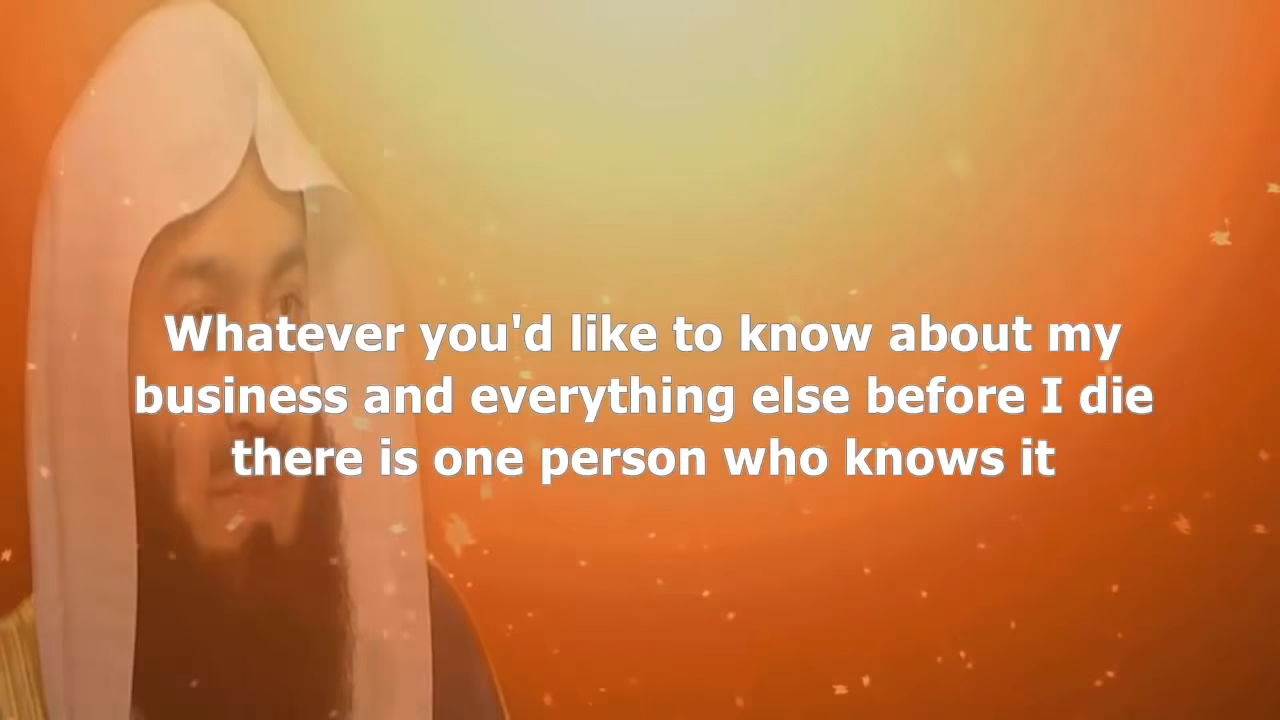 Whatever you'd like to know about my
business and everything else before I die
there is one person who knows it